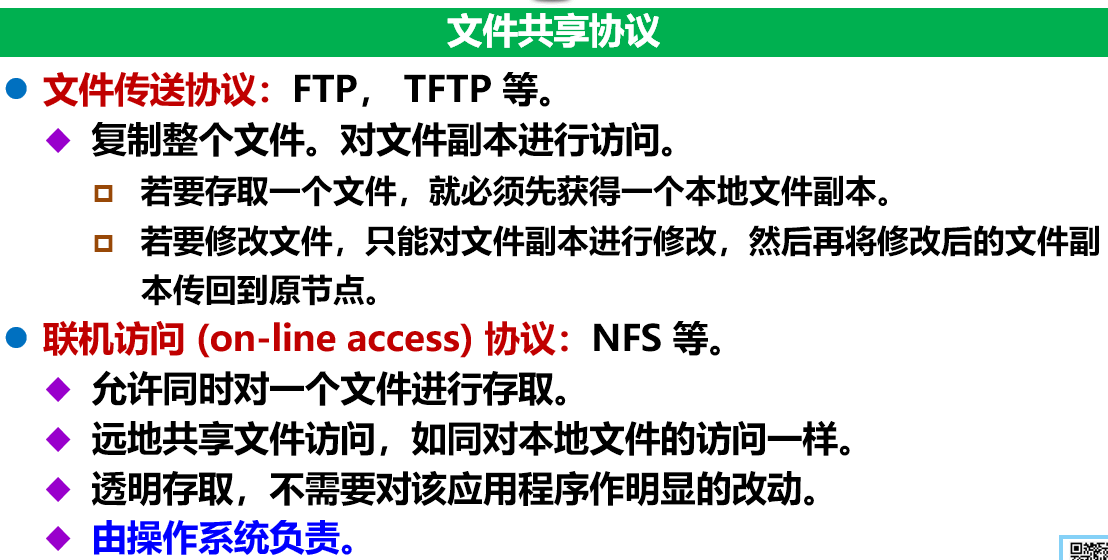 文件共享协议
文件传送协议：FTP， TFTP 等。
复制整个文件。对文件副本进行访问。
若要存取一个文件，就必须先获得一个本地文件副本。
若要修改文件，只能对文件副本进行修改，然后再将修改后的文件副
本传回到原节点。
联机访问 (on-line access) 协议：NFS 等。
允许同时对一个文件进行存取。
远地共享文件访问，如同对本地文件的访问一样。
透明存取，不需要对该应用程序作明显的改动。
由操作系统负责。